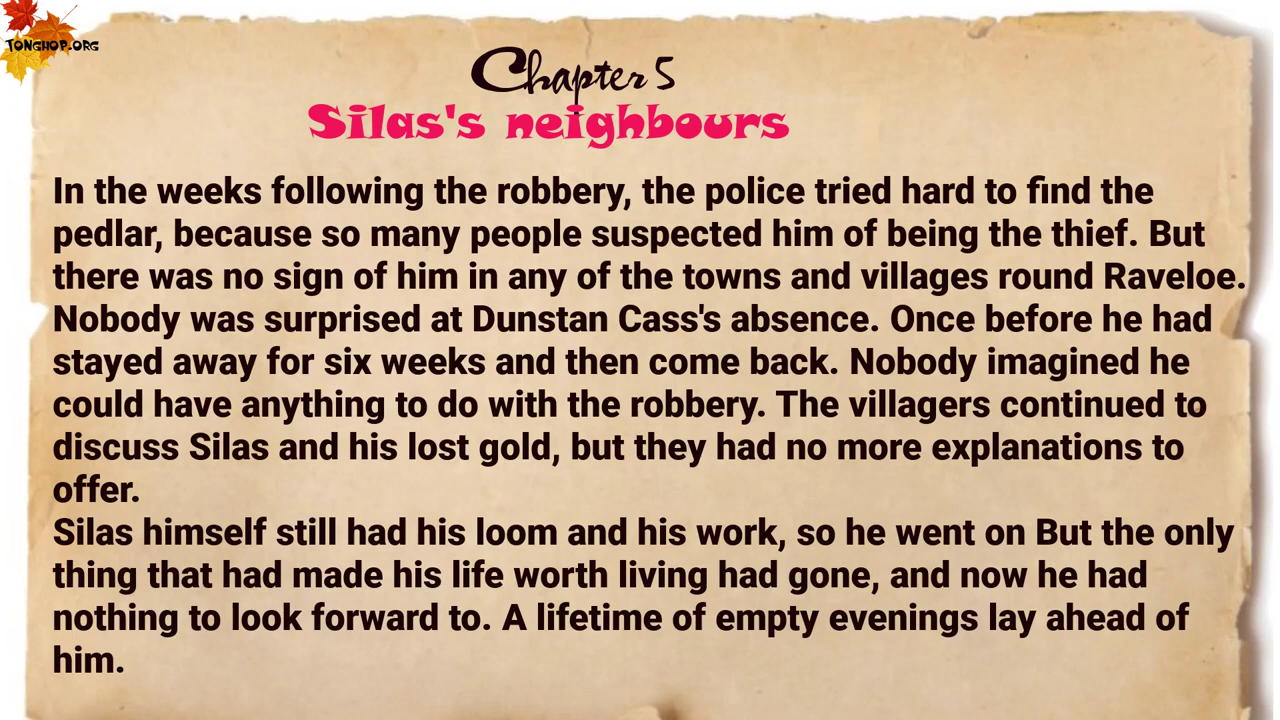 TONGHOP.ORG
Chapter 5
Silas's neighbours
In the weeks following the robbery, the police tried hard to find the
pedlar, because so many people suspected him of being the thief. But
there was no sign of him in any of the towns and villages round Raveloe.
Nobody was surprised at Dunstan Cass's absence. Once before he had
stayed away for six weeks and then come back. Nobody imagined he
could have anything to do with the robbery. The villagers continued to
discuss Silas and his lost gold, but they had no more explanations to
offer.
Silas himself still had his loom and his work, so he went on But the only
thing that had made his life worth living had gone, and now he had
nothing to look forward to. A lifetime of empty evenings lay ahead of
him.